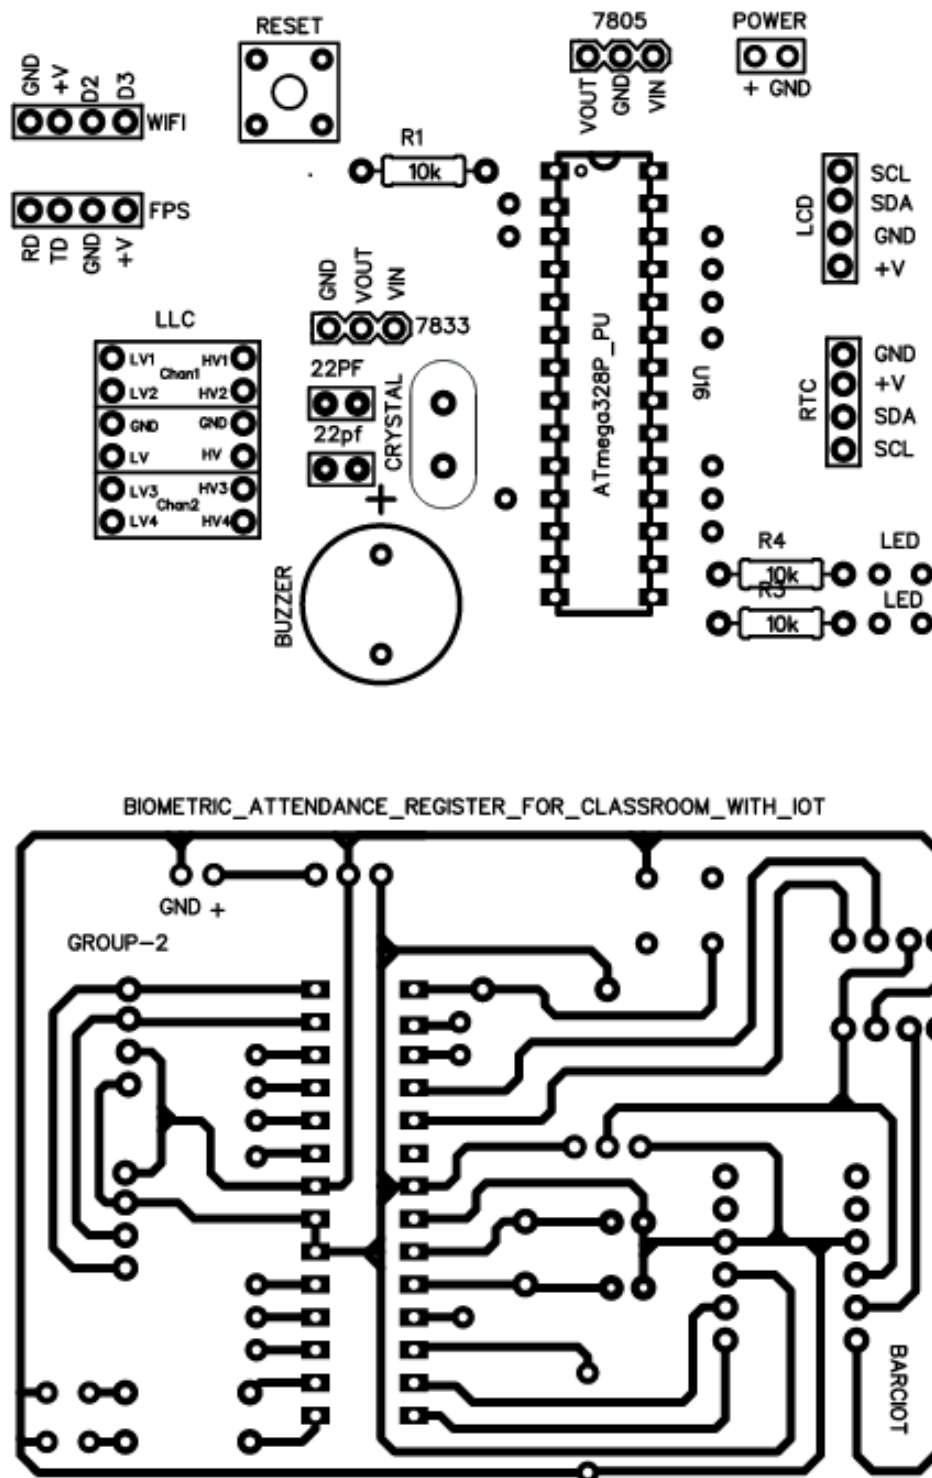 RESET
7805
POWER
GND
+V
D2
D3
WIFI
VOUT
GND
VIN
+ GND
R1
10k
FPS
RD
TD
GND
+V
LCD
SCL
SDA
GND
+V
GND
VOUT
VIN
7833
LLC
LV1
HV1
Chan1
LV2
HV2
GND
GND
LV
HV
LV3
HV3
Chan2
LV4
HV4
22PF
22pf
CRYSTAL
+
ATmega328P_PU
U16
RTC
GND
+V
SDA
SCL
BUZZER
R4
10k
LED
R3
10k
LED
BIOMETRIC_ATTENDANCE_REGISTER_FOR_CLASSROOM_WITH_IOT
GND +
GROUP-2
BARCIOT